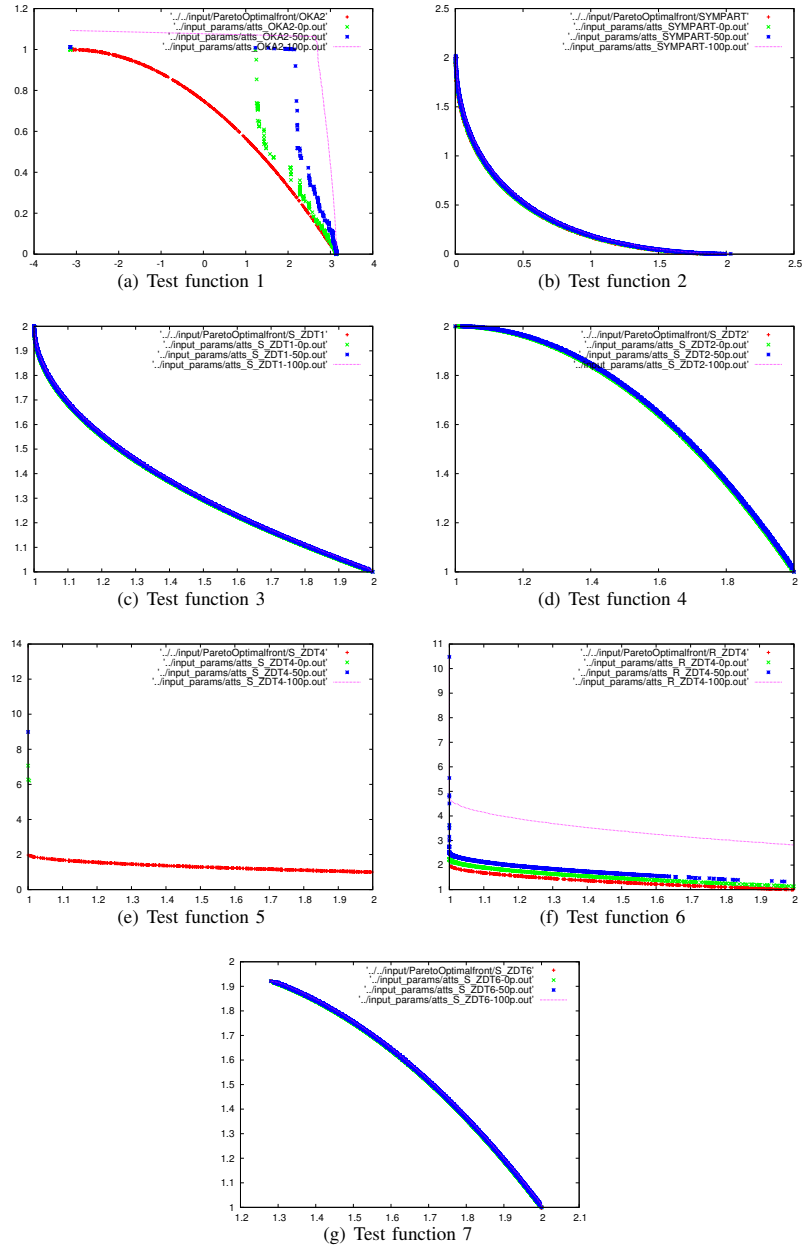 1.2
1
0.8
0.6
0.4
0.2
0
'../../input/ParetoOptimalfront/OKA2'
'../input_params/atts_OKA2-0p.out'
'../input_params/atts_OKA2-50p.out'
'../input_params/atts_OKA2-100p.out'
-4 -3 -2 -1 0 1 2 3 4
(a) Test function 1
2.5
2
1.5
1
0.5
0
'../../input/ParetoOptimalfront/SYMPART'
'../input_params/atts_SYMPART-0p.out'
'../input_params/atts_SYMPART-50p.out'
'../input_params/atts_SYMPART-100p.out'
0 0.5 1 1.5 2 2.5
(b) Test function 2
2
1.9
1.8
1.7
1.6
1.5
1.4
1.3
1.2
1.1
1
'../../input/ParetoOptimalfront/S_ZDT1'
'../input_params/atts_S_ZDT1-0p.out'
'../input_params/atts_S_ZDT1-50p.out'
'../input_params/atts_S_ZDT1-100p.out'
1 1.1 1.2 1.3 1.4 1.5 1.6 1.7 1.8 1.9 2
(c) Test function 3
2
1.8
1.6
1.4
1.2
1
'../../input/ParetoOptimalfront/S_ZDT2'
'../input_params/atts_S_ZDT2-0p.out'
'../input_params/atts_S_ZDT2-50p.out'
'../input_params/atts_S_ZDT2-100p.out'
1 1.2 1.4 1.6 1.8 2
(d) Test function 4
14
12
10
8
6
4
2
0
'../../input/ParetoOptimalfront/S_ZDT4'
'../input_params/atts_S_ZDT4-0p.out'
'../input_params/atts_S_ZDT4-50p.out'
'../input_params/atts_S_ZDT4-100p.out'
1 1.1 1.2 1.3 1.4 1.5 1.6 1.7 1.8 1.9 2
(e) Test function 5
11
10
9
8
7
6
5
4
3
2
1
'../../input/ParetoOptimalfront/R_ZDT4'
'../input_params/atts_R_ZDT4-0p.out'
'../input_params/atts_R_ZDT4-50p.out'
'../input_params/atts_R_ZDT4-100p.out'
1 1.1 1.2 1.3 1.4 1.5 1.6 1.7 1.8 1.9 2
(f) Test function 6
2
1.9
1.8
1.7
1.6
1.5
1.4
1.3
1.2
1.1
1
'../../input/ParetoOptimalfront/S_ZDT6'
'../input_params/atts_S_ZDT6-0p.out'
'../input_params/atts_S_ZDT6-50p.out'
'../input_params/atts_S_ZDT6-100p.out'
1.2 1.3 1.4 1.5 1.6 1.7 1.8 1.9 2 2.1
(g) Test function 7